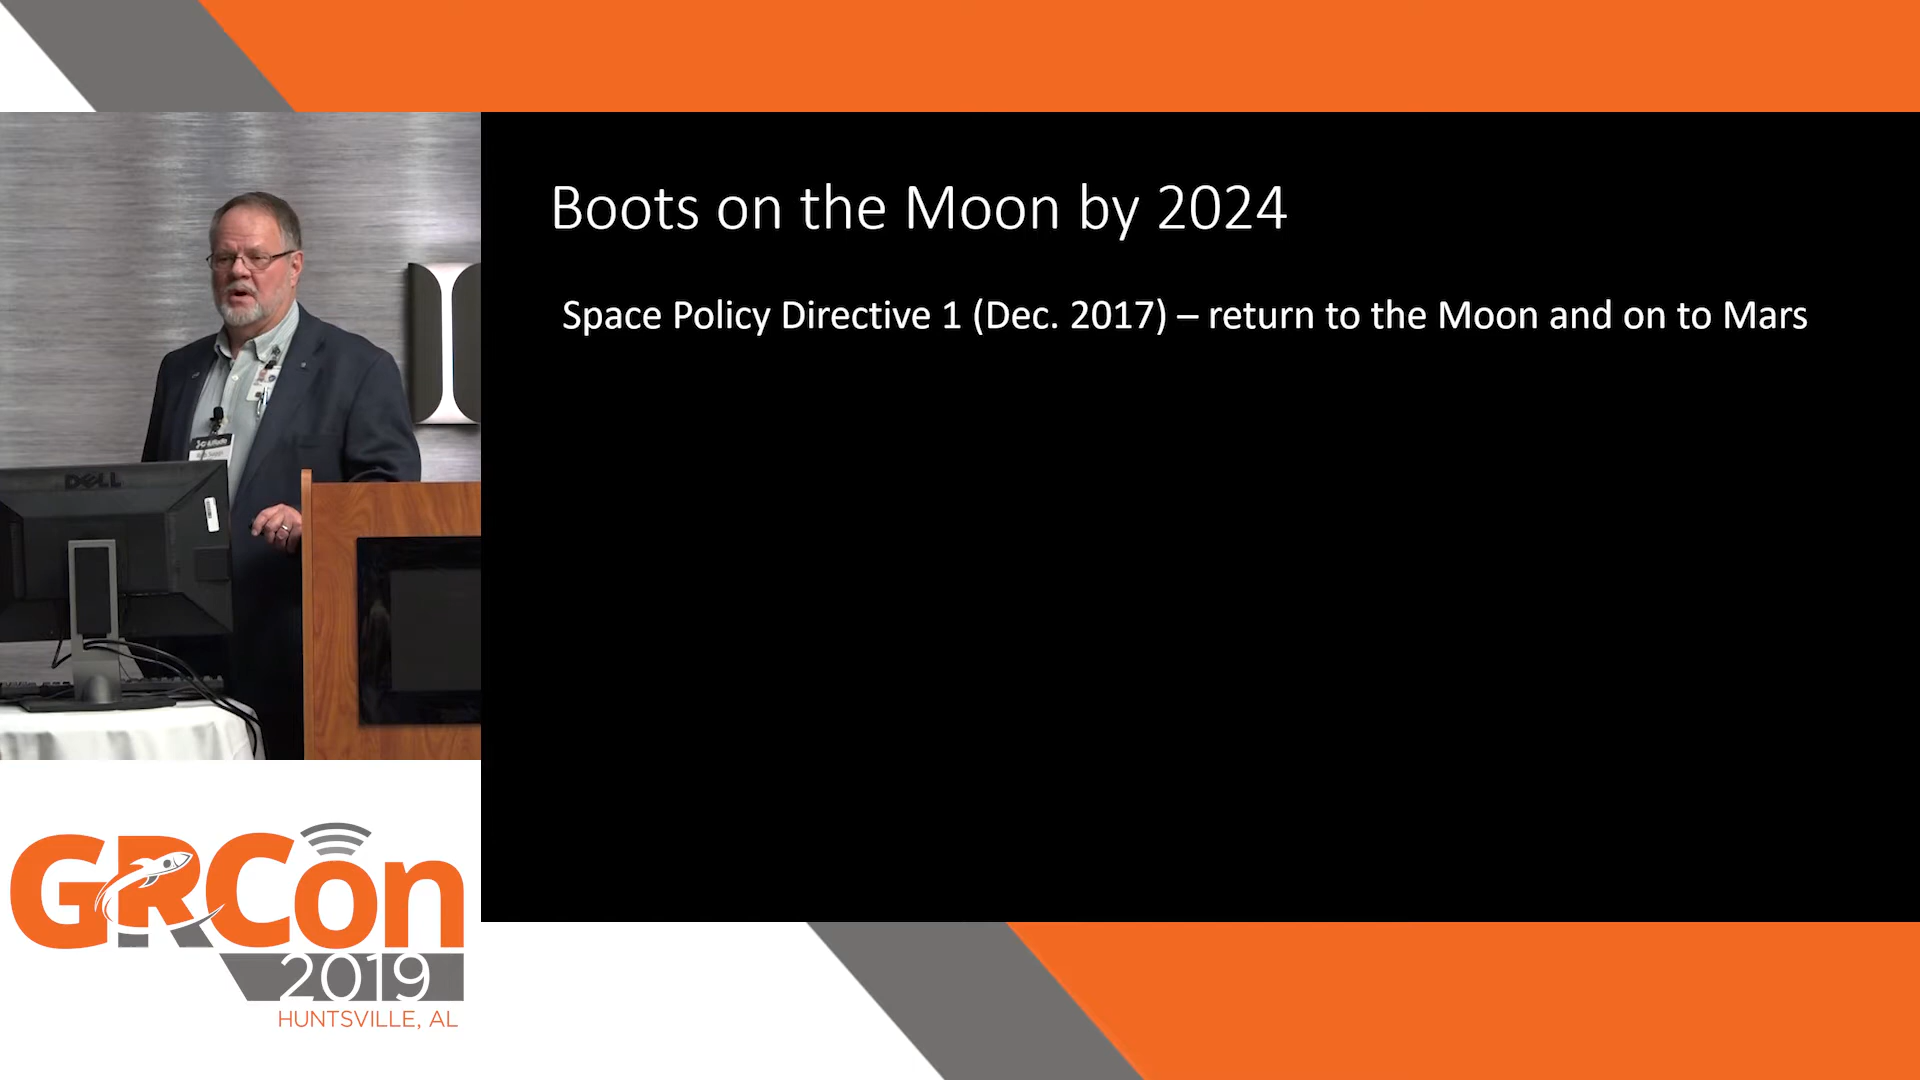 Boots on the Moon by 2024
Space Policy Directive 1 (Dec. 2017) – return to the Moon and on to Mars
DELL
GRCon
2019
HUNTSVILLE, AL